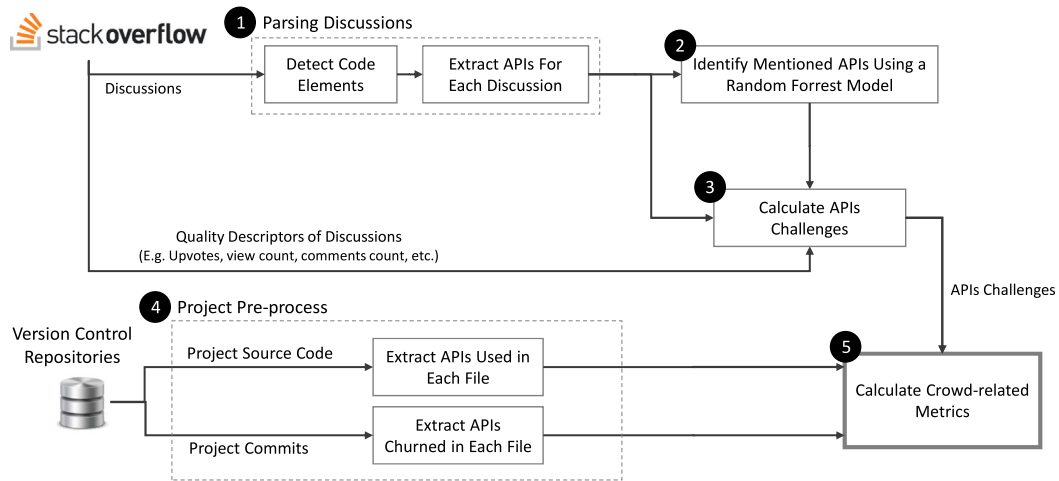 stackoverflow
1 Parsing Discussions
Detect Code
Elements
Extract APIs For
Each Discussion
2
Identify Mentioned APIs Using a
Random Forrest Model
Discussions
3
Calculate APIs
Challenges
Quality Descriptors of Discussions
(E.g. Upvotes, view count, comments count, etc.)
APIs Challenges
4 Project Pre-process
Version Control
Repositories
Project Source Code
Extract APIs Used in
Each File
Project Commits
Extract APIs
Churned in Each File
5
Calculate Crowd-related
Metrics